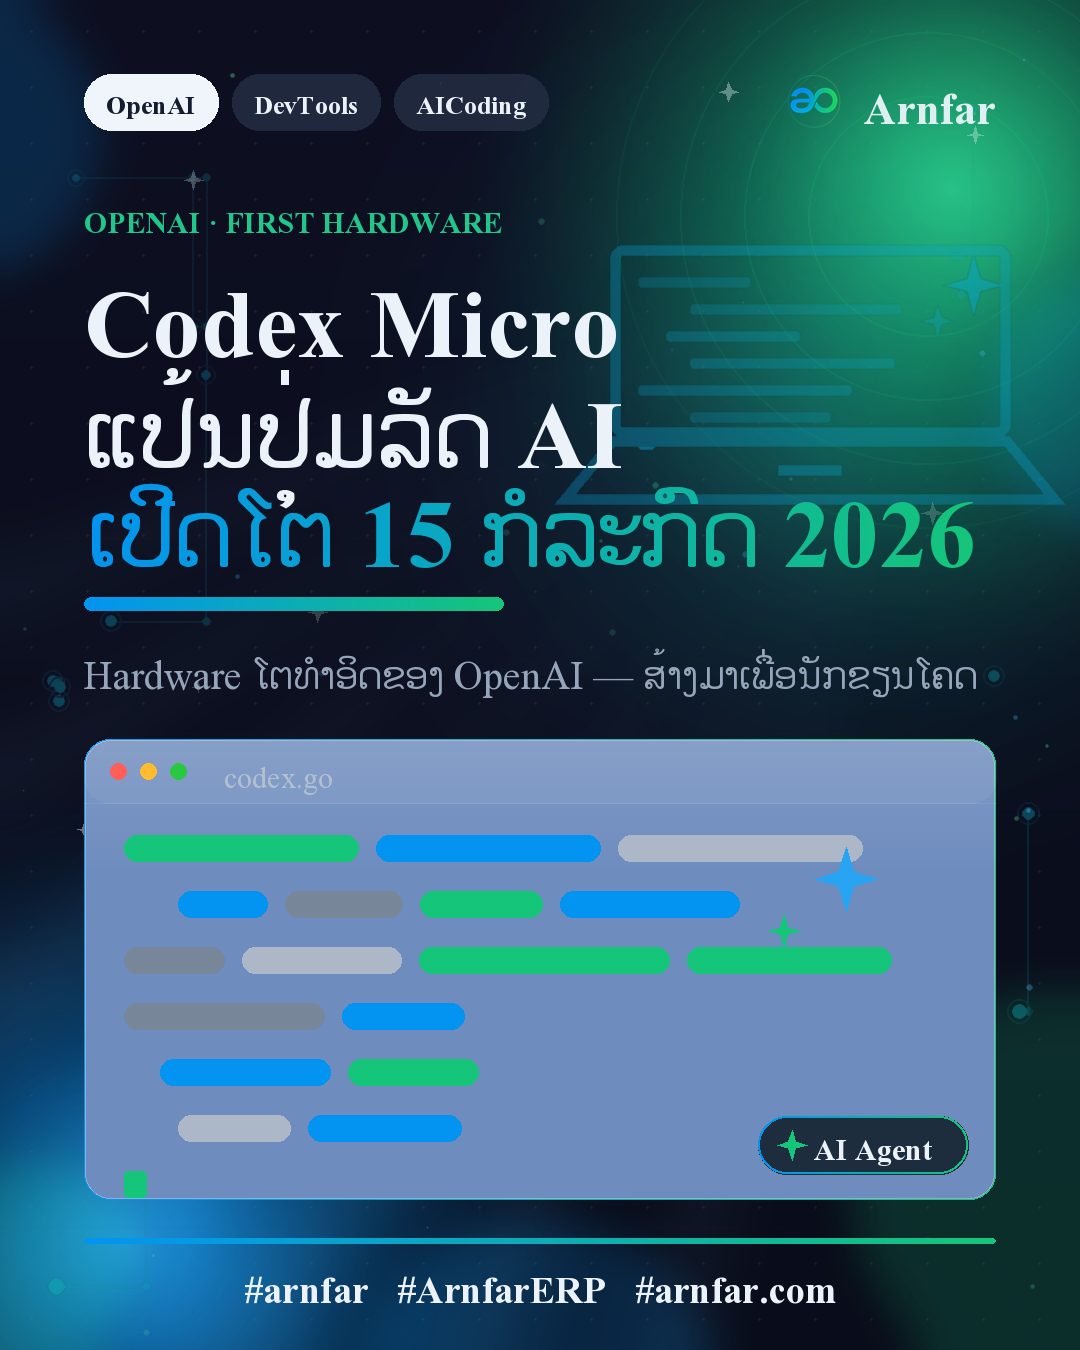 OpenAI DevTools AICoding
Arnfar
OPENAI · FIRST HARDWARE
Codex Micro
ແປ້ນປຸ່ມລັດ AI
ເປີດໂຕ້ 15 ກໍລະກົດ 2026
Hardware ໂຕທຳອິດຂອງ OpenAI — ສ້າງມາເພື່ອນັກຂຽນໂຄດ
codex.go
AI Agent
#arnfar #ArnfarERP #arnfar.com